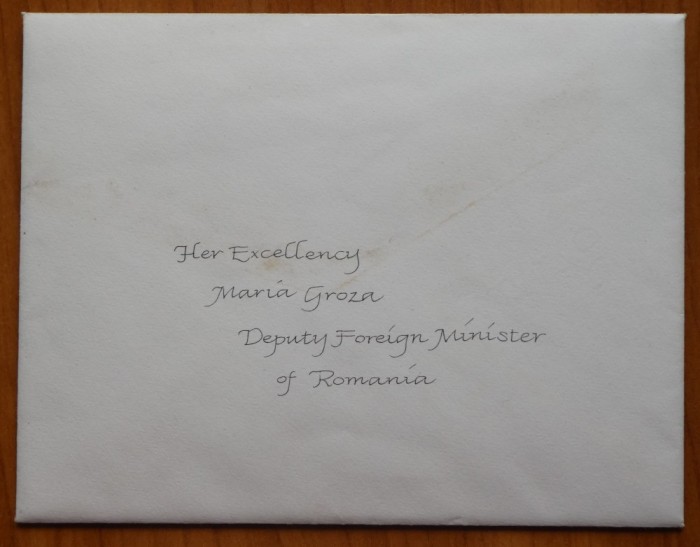 Her Excellency
Maria Groza
Deputy Foreign Minister
of Romania